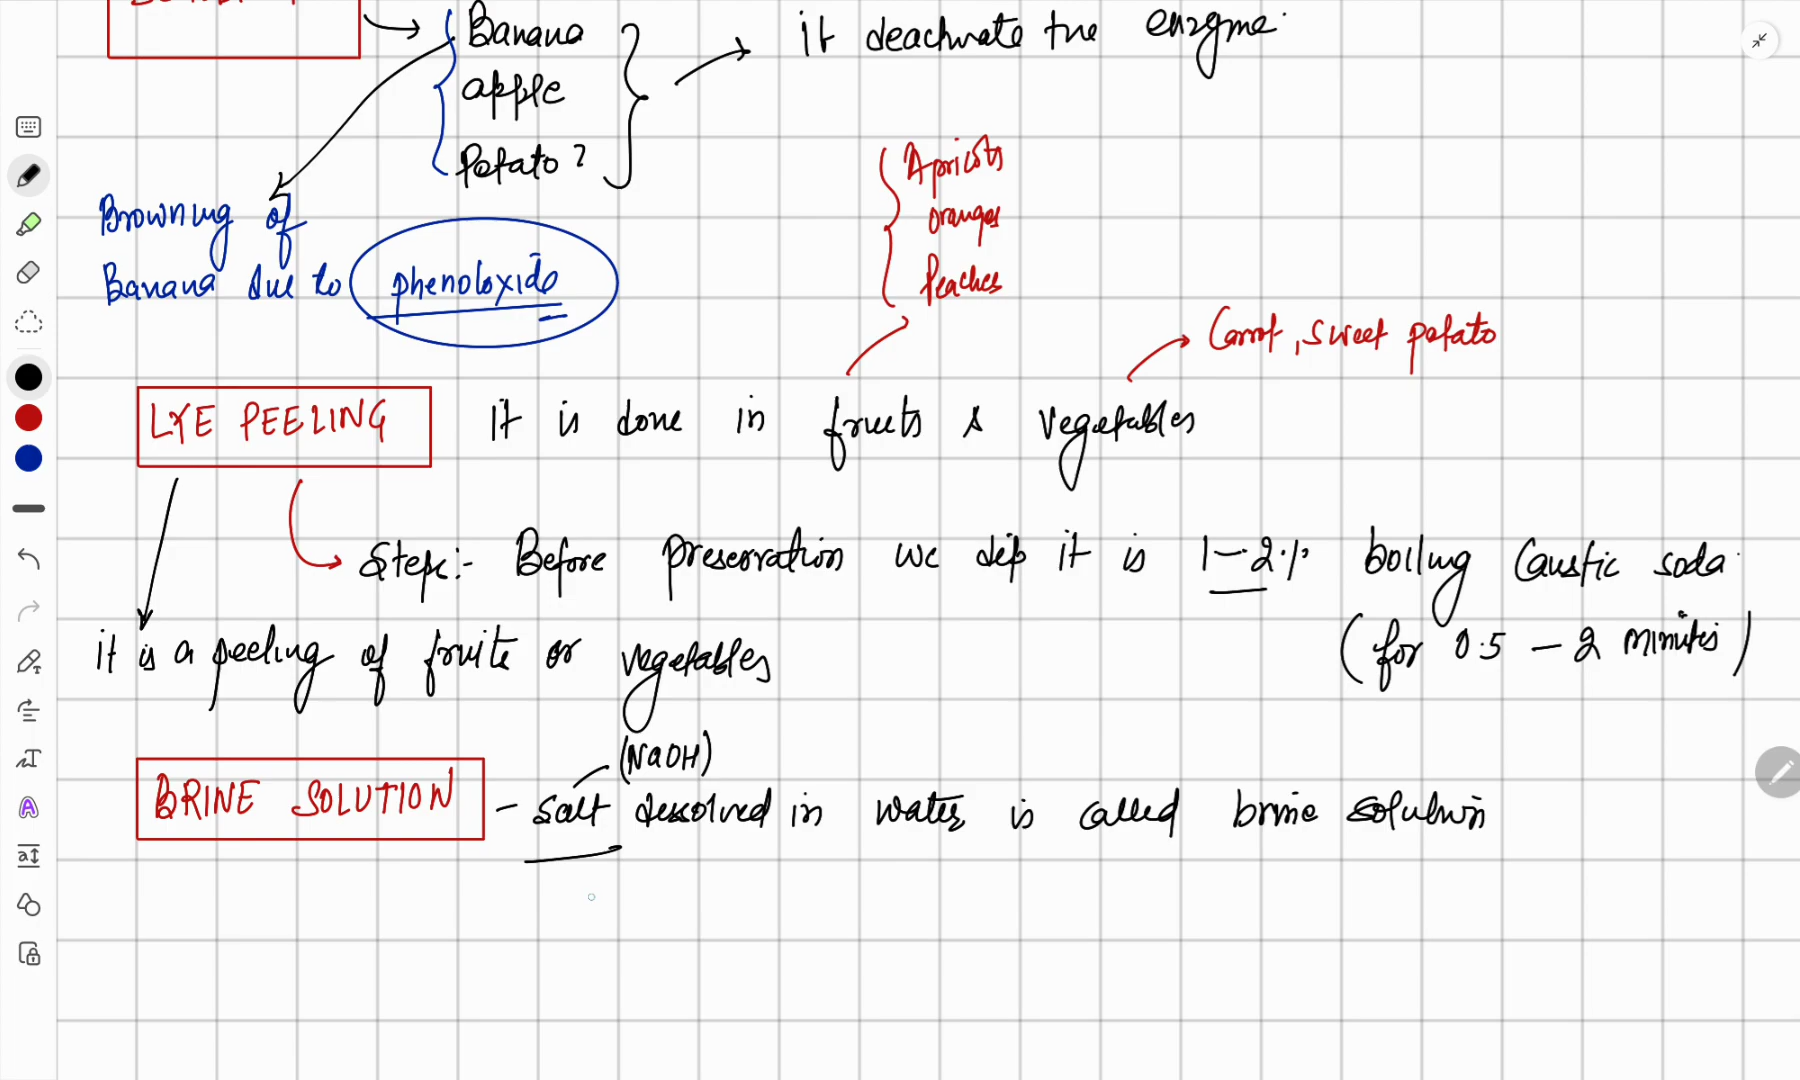 Banana
apple
Potato?
it deactivate the enzyme.
Browning of
Banana due to phenoloxide
Apricots
oranges
Peaches
Carrot, sweet potato
LYE PEELING It is done in fruits & vegetables
Steps:- Before preservation we dip it is 1-2% boiling Caustic soda.
(for 0.5 - 2 minutes)
it is a peeling of fruits or vegetables
(NaOH)
BRINE SOLUTION - Salt dissolved in water is called brine solution